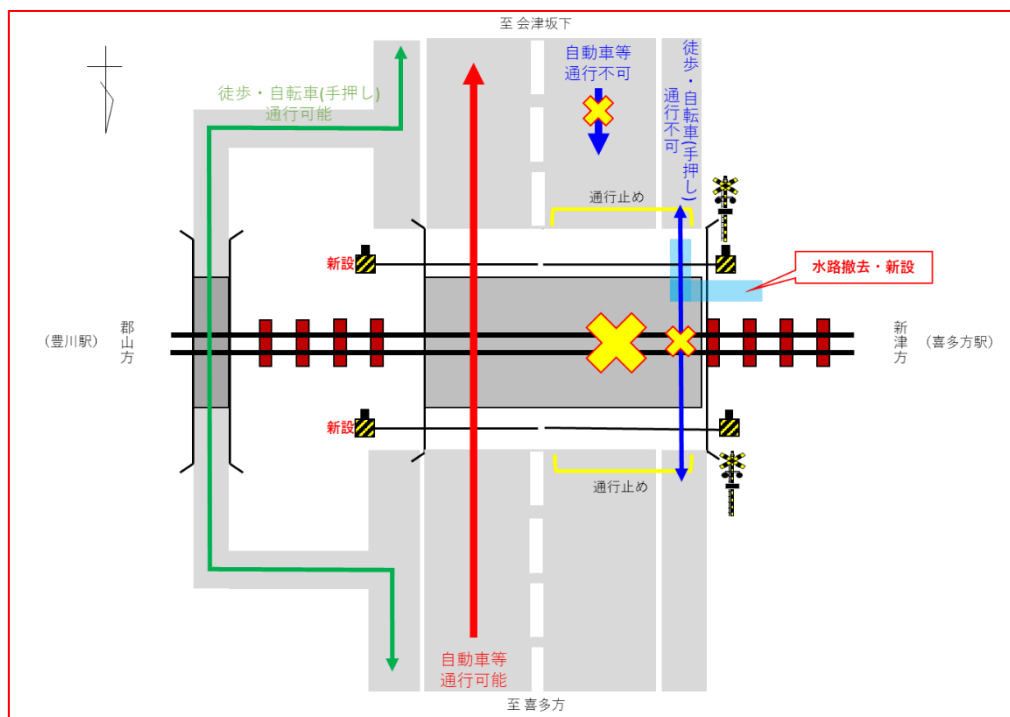 至 会津坂下
自動車等
通行不可
徒歩・自転車(手押し)
通行不可
徒歩・自転車(手押し)
通行可能
通行止め
新設
水路撤去・新設
(豊川駅)
郡山方
新津方
(喜多方駅)
新設
通行止め
自動車等
通行可能
至 喜多方